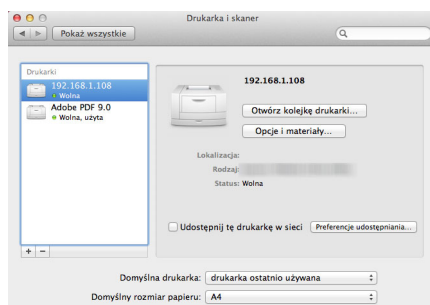 Drukarka i skaner
Pokaż wszystkie
Drukarki
192.168.1.108
Wolna
Adobe PDF 9.0
Wolna, użyta
192.168.1.108
Otwórz kolejkę drukarki...
Opcje i materiały...
Lokalizacja:
Rodzaj:
Status: Wolna
Udostępnij tę drukarkę w sieci Preferencje udostępniania...
+ −
Domyślna drukarka: drukarka ostatnio używana
Domyślny rozmiar papieru: A4